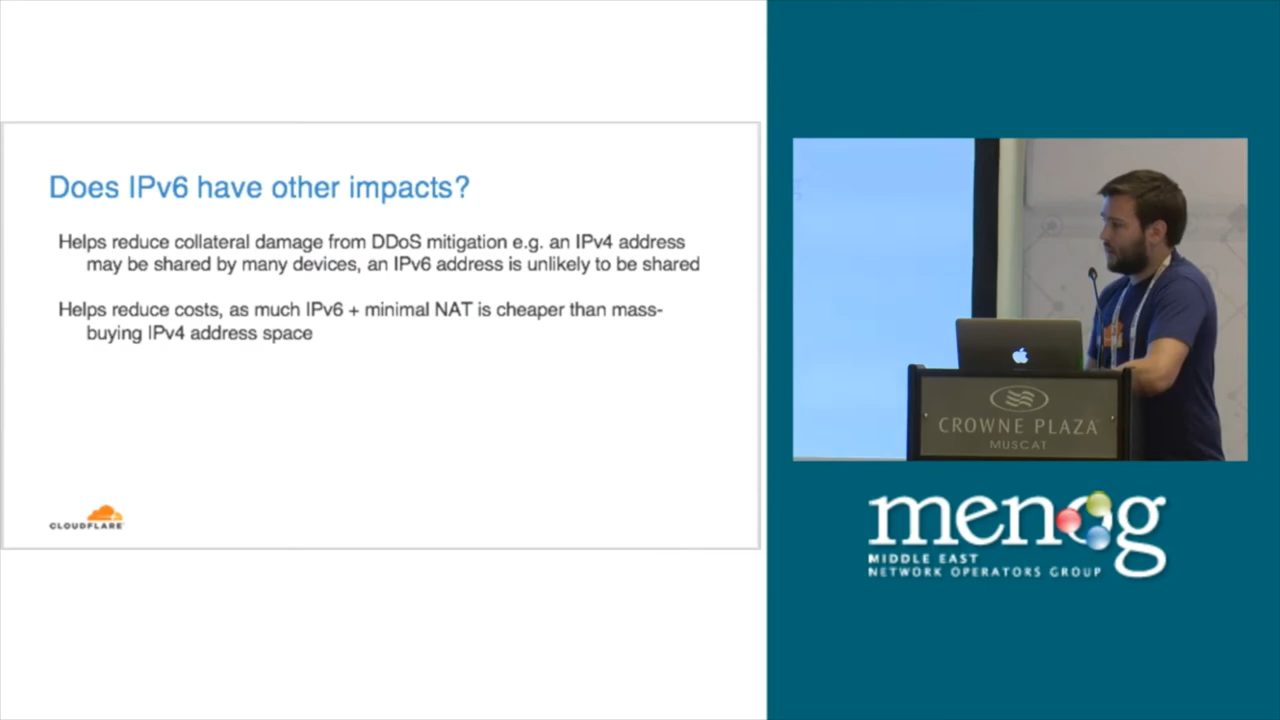 Does IPv6 have other impacts?
Helps reduce collateral damage from DDoS mitigation e.g. an IPv4 address
may be shared by many devices, an IPv6 address is unlikely to be shared
Helps reduce costs, as much IPv6 + minimal NAT is cheaper than mass-
buying IPv4 address space
CLOUDFLARE
CROWNE PLAZA
MUSCAT
menog
MIDDLE EAST
NETWORK OPERATORS GROUP